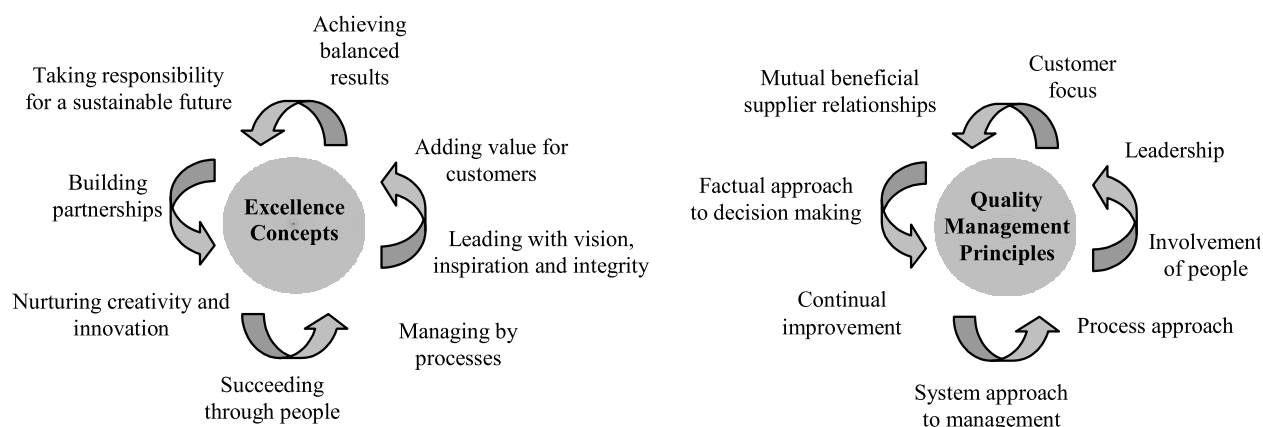 Achieving
balanced
results
Taking responsibility
for a sustainable future
Adding value for
customers
Building
partnerships
Excellence
Concepts
Leading with vision,
inspiration and integrity
Nurturing creativity and
innovation
Managing by
processes
Succeeding
through people
Customer
focus
Mutual beneficial
supplier relationships
Leadership
Factual approach
to decision making
Quality
Management
Principles
Involvement
of people
Continual
improvement
Process approach
System approach
to management